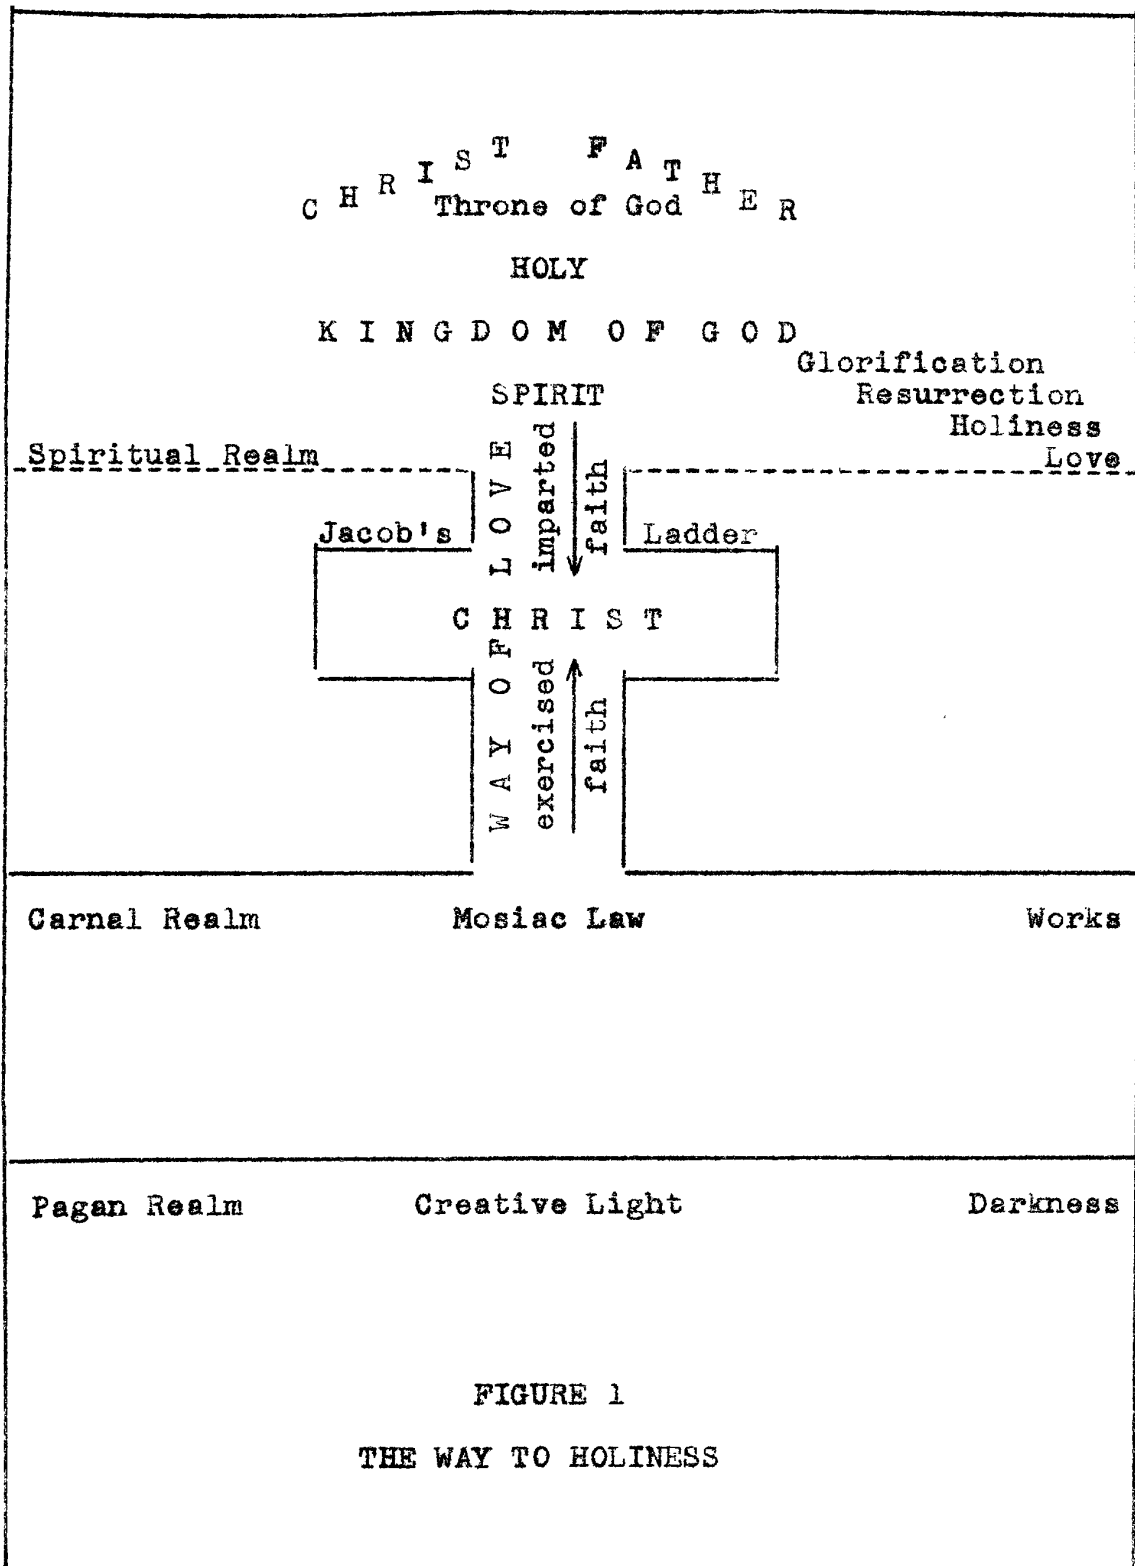 CHRIST FATHER
Throne of God
HOLY
KINGDOM OF GOD
Glorification
SPIRIT
Resurrection
Holiness
Spiritual Realm
Love
WAY OF LOVE
imparted
faith
Jacob's
Ladder
CHRIST
exercised
faith
Carnal Realm
Mosiac Law
Works
Pagan Realm
Creative Light
Darkness
FIGURE 1
THE WAY TO HOLINESS